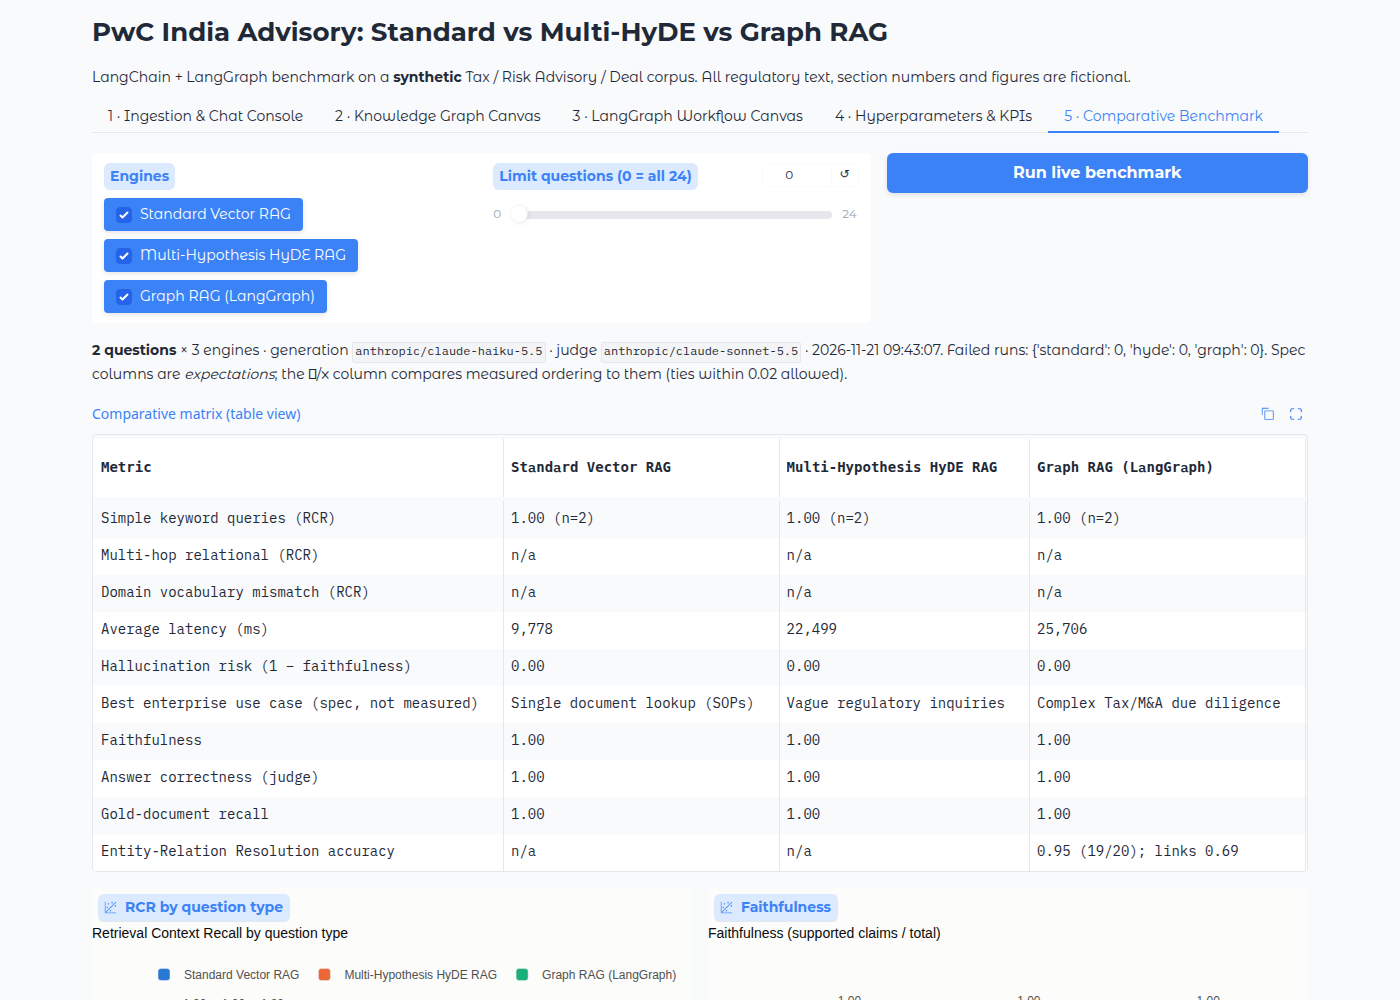 PwC India Advisory: Standard vs Multi-HyDE vs Graph RAG
LangChain + LangGraph benchmark on a synthetic Tax / Risk Advisory / Deal corpus. All regulatory text, section numbers and figures are fictional.
1 · Ingestion & Chat Console 2 · Knowledge Graph Canvas 3 · LangGraph Workflow Canvas 4 · Hyperparameters & KPIs 5 · Comparative Benchmark
Engines Limit questions (0 = all 24) 0 ↺ Run live benchmark
Standard Vector RAG 0 24
Multi-Hypothesis HyDE RAG
Graph RAG (LangGraph)
2 questions × 3 engines · generation anthropic/claude-haiku-5.5 · judge anthropic/claude-sonnet-5.5 · 2026-11-21 09:43:07. Failed runs: {'standard': 0, 'hyde': 0, 'graph': 0}. Spec
columns are expectations; the /x column compares measured ordering to them (ties within 0.02 allowed).
Comparative matrix (table view)
Metric Standard Vector RAG Multi-Hypothesis HyDE RAG Graph RAG (LangGraph)
Simple keyword queries (RCR) 1.00 (n=2) 1.00 (n=2) 1.00 (n=2)
Multi-hop relational (RCR) n/a n/a n/a
Domain vocabulary mismatch (RCR) n/a n/a n/a
Average latency (ms) 9,778 22,499 25,706
Hallucination risk (1 − faithfulness) 0.00 0.00 0.00
Best enterprise use case (spec, not measured) Single document lookup (SOPs) Vague regulatory inquiries Complex Tax/M&A due diligence
Faithfulness 1.00 1.00 1.00
Answer correctness (judge) 1.00 1.00 1.00
Gold-document recall 1.00 1.00 1.00
Entity-Relation Resolution accuracy n/a n/a 0.95 (19/20); links 0.69
RCR by question type Faithfulness
Retrieval Context Recall by question type Faithfulness (supported claims / total)
Standard Vector RAG Multi-Hypothesis HyDE RAG Graph RAG (LangGraph)
1.00 1.00 1.00 1.00 1.00 1.00